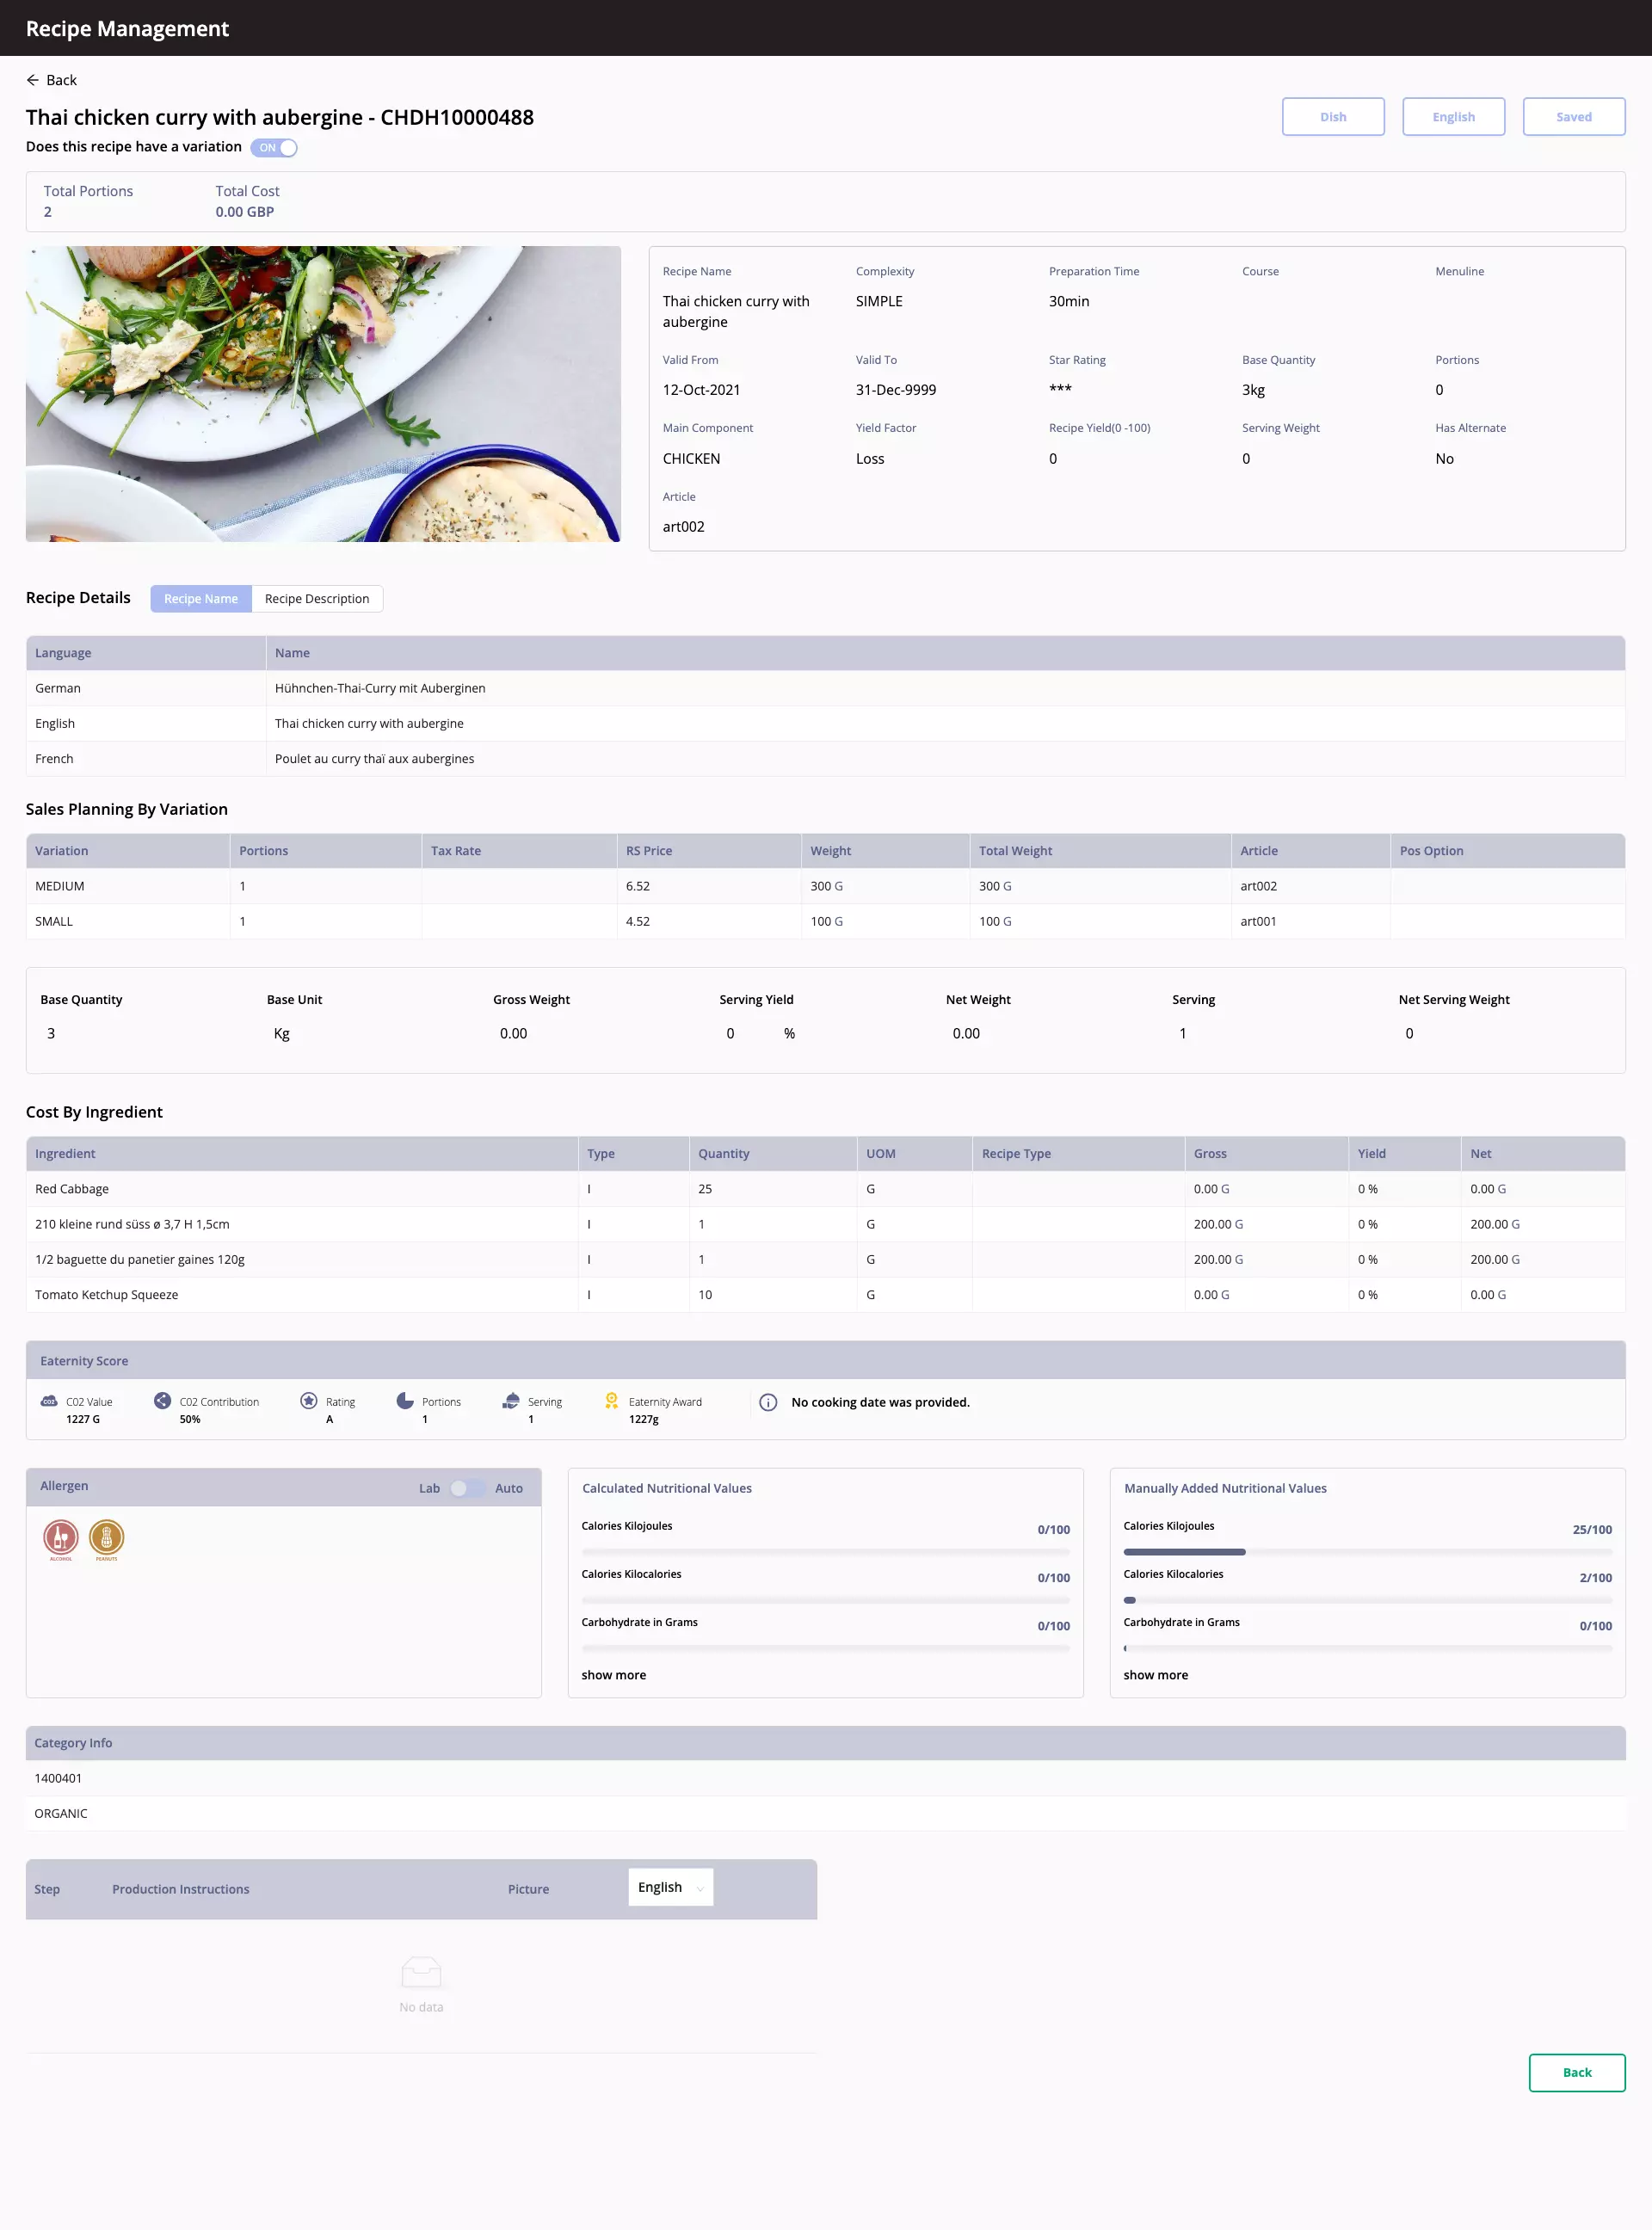 Recipe Management
Back
Thai chicken curry with aubergine - CHDH10000488
Dish English Saved
Does this recipe have a variation ON
Total Portions Total Cost
2 0.00 GBP
Recipe Name Complexity Preparation Time Course Menuline
Thai chicken curry with SIMPLE 30min
aubergine
Valid From Valid To Star Rating Base Quantity Portions
12-Oct-2021 31-Dec-9999 *** 3kg 0
Main Component Yield Factor Recipe Yield(0 -100) Serving Weight Has Alternate
CHICKEN Loss 0 0 No
Article
art002
Recipe Details Recipe Name Recipe Description
Language Name
German Hühnchen-Thai-Curry mit Auberginen
English Thai chicken curry with aubergine
French Poulet au curry thaï aux aubergines
Sales Planning By Variation
Variation Portions Tax Rate RS Price Weight Total Weight Article Pos Option
MEDIUM 1 6.52 300 G 300 G art002
SMALL 1 4.52 100 G 100 G art001
Base Quantity Base Unit Gross Weight Serving Yield Net Weight Serving Net Serving Weight
3 Kg 0.00 0 % 0.00 1 0
Cost By Ingredient
Ingredient Type Quantity UOM Recipe Type Gross Yield Net
Red Cabbage I 25 G 0.00 G 0 % 0.00 G
210 kleine rund süss ø 3,7 H 1,5cm I 1 G 200.00 G 0 % 200.00 G
1/2 baguette du panetier gaines 120g I 1 G 200.00 G 0 % 200.00 G
Tomato Ketchup Squeeze I 10 G 0.00 G 0 % 0.00 G
Eaternity Score
CO2 C02 Value C02 Contribution Rating Portions Serving Eaternity Award No cooking date was provided.
1227 G 50% A 1 1 1227g
Allergen Lab Auto
ALCOHOL PEANUTS
Calculated Nutritional Values
Calories Kilojoules 0/100
Calories Kilocalories 0/100
Carbohydrate in Grams 0/100
show more
Manually Added Nutritional Values
Calories Kilojoules 25/100
Calories Kilocalories 2/100
Carbohydrate in Grams 0/100
show more
Category Info
1400401
ORGANIC
Step Production Instructions Picture English
No data
Back